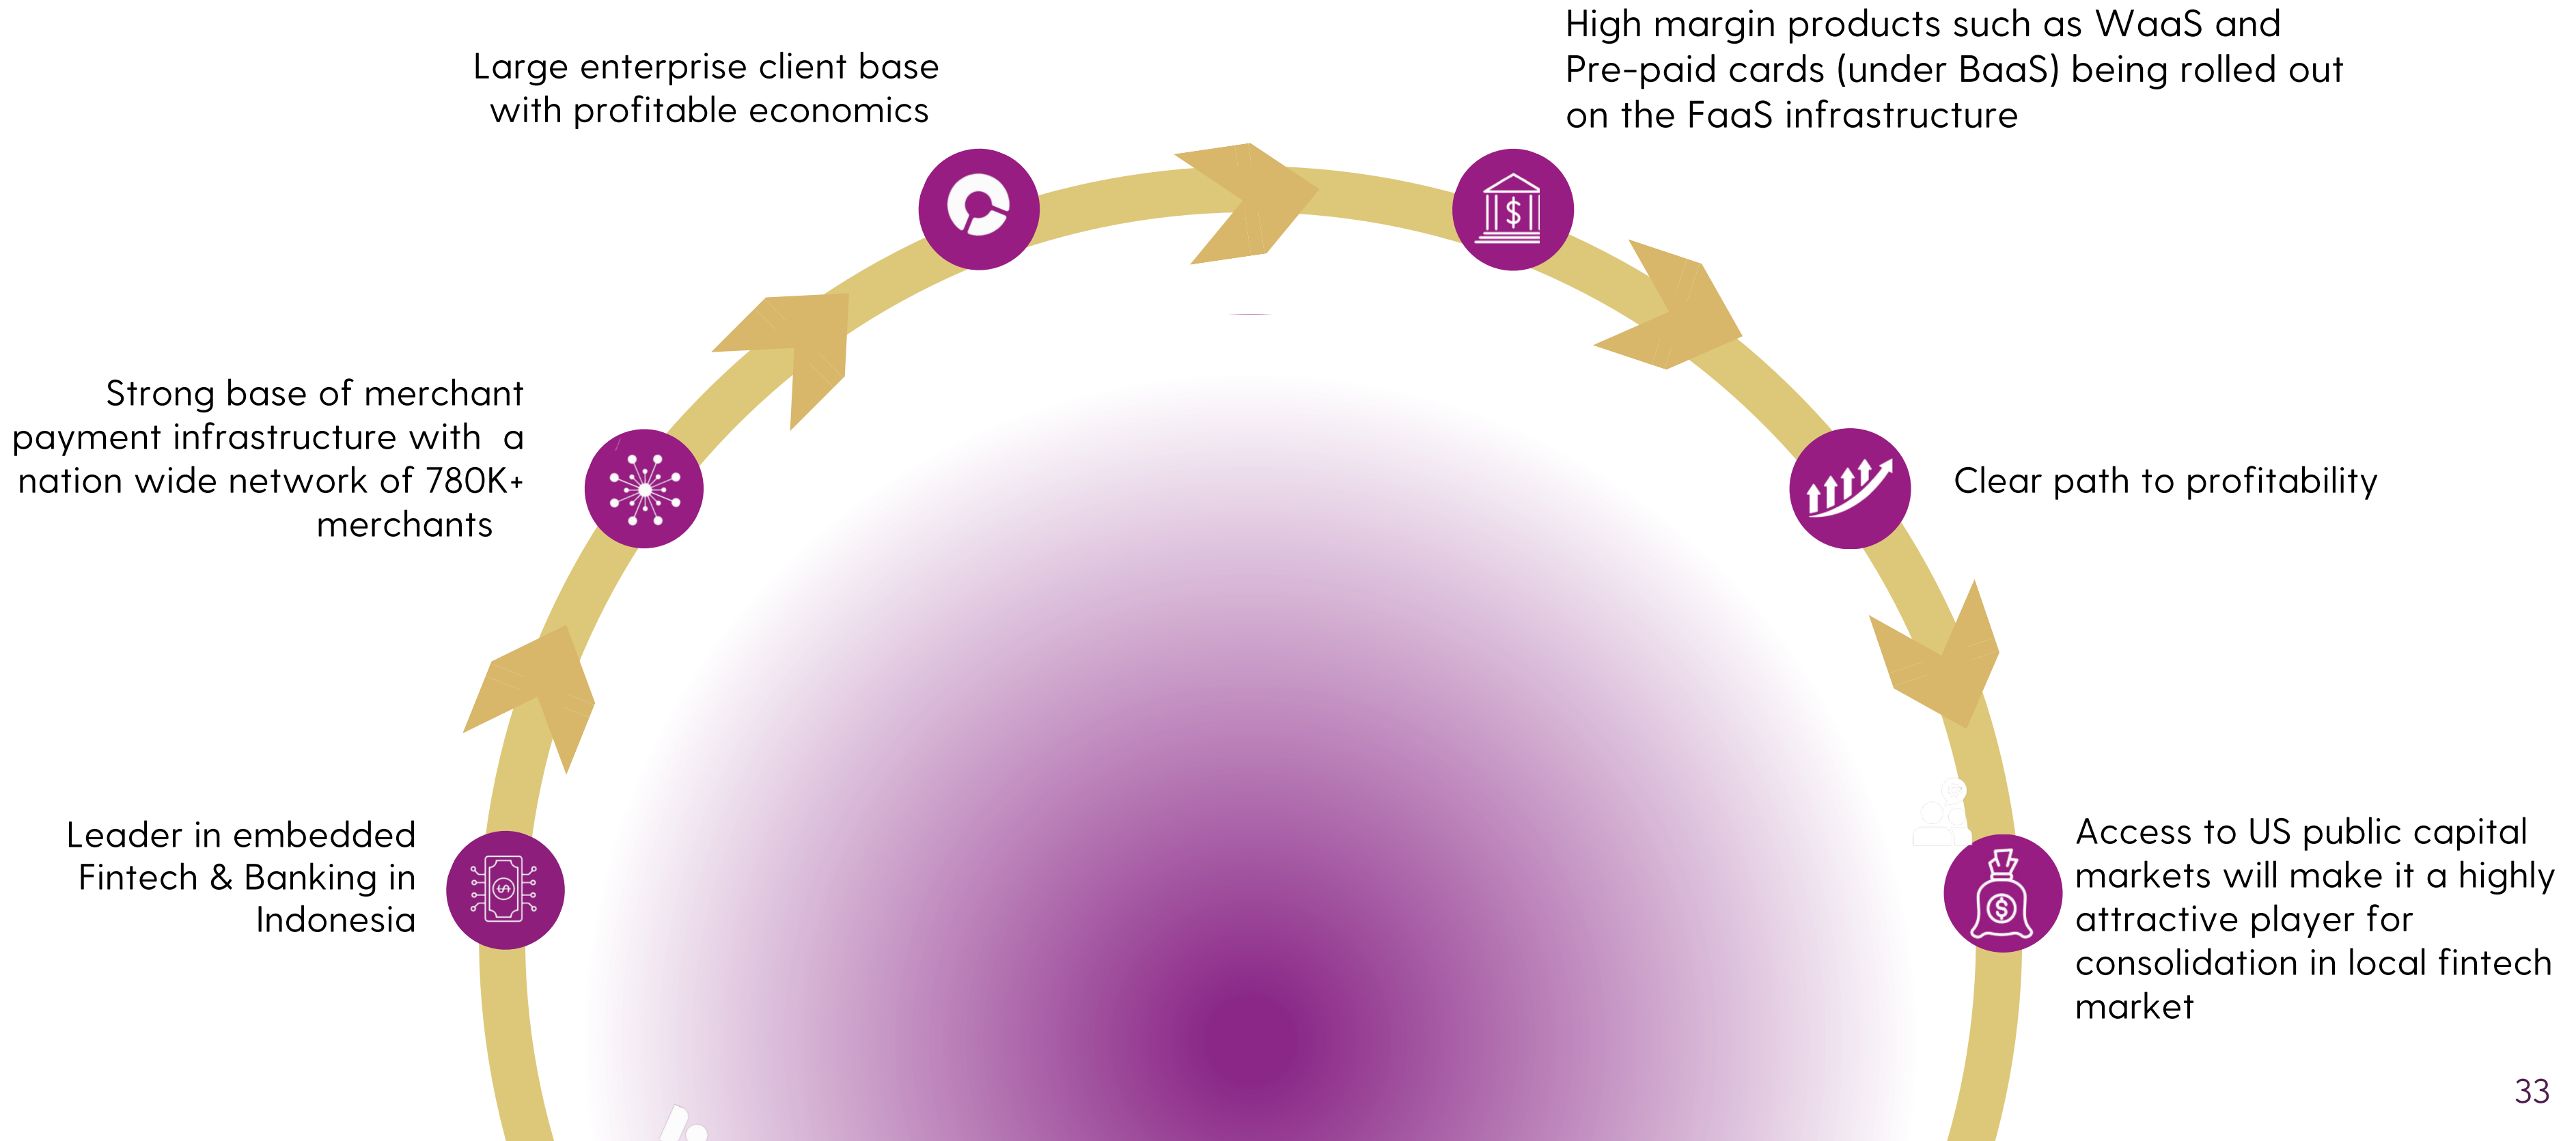 Large enterprise client base
with profitable economics
High margin products such as WaaS and
Pre-paid cards (under BaaS) being rolled out
on the FaaS infrastructure
Strong base of merchant
payment infrastructure with  a
nation wide network of 780K+
merchants
Clear path to profitability
Leader in embedded
Fintech & Banking in
Indonesia
Access to US public capital
markets will make it a highly
attractive player for
consolidation in local fintech
market
33